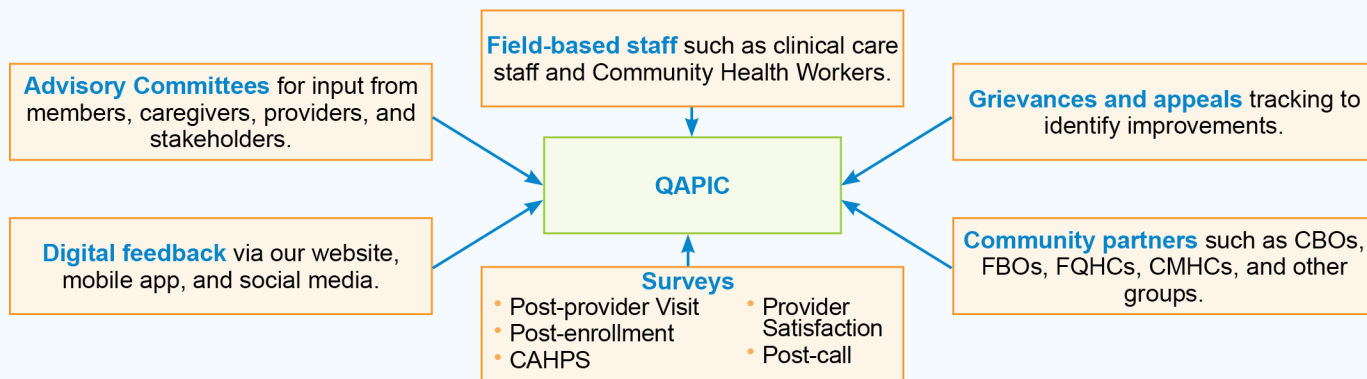 Field-based staff such as clinical care
staff and Community Health Workers.
Advisory Committees for input from
members, caregivers, providers, and
stakeholders.
Grievances and appeals tracking to
identify improvements.
QAPIC
Digital feedback via our website,
mobile app, and social media.
Community partners such as CBOs,
FBOs, FQHCs, CMHCs, and other
groups.
Surveys
• Post-provider Visit
• Post-enrollment
• CAHPS
• Provider
Satisfaction
• Post-call